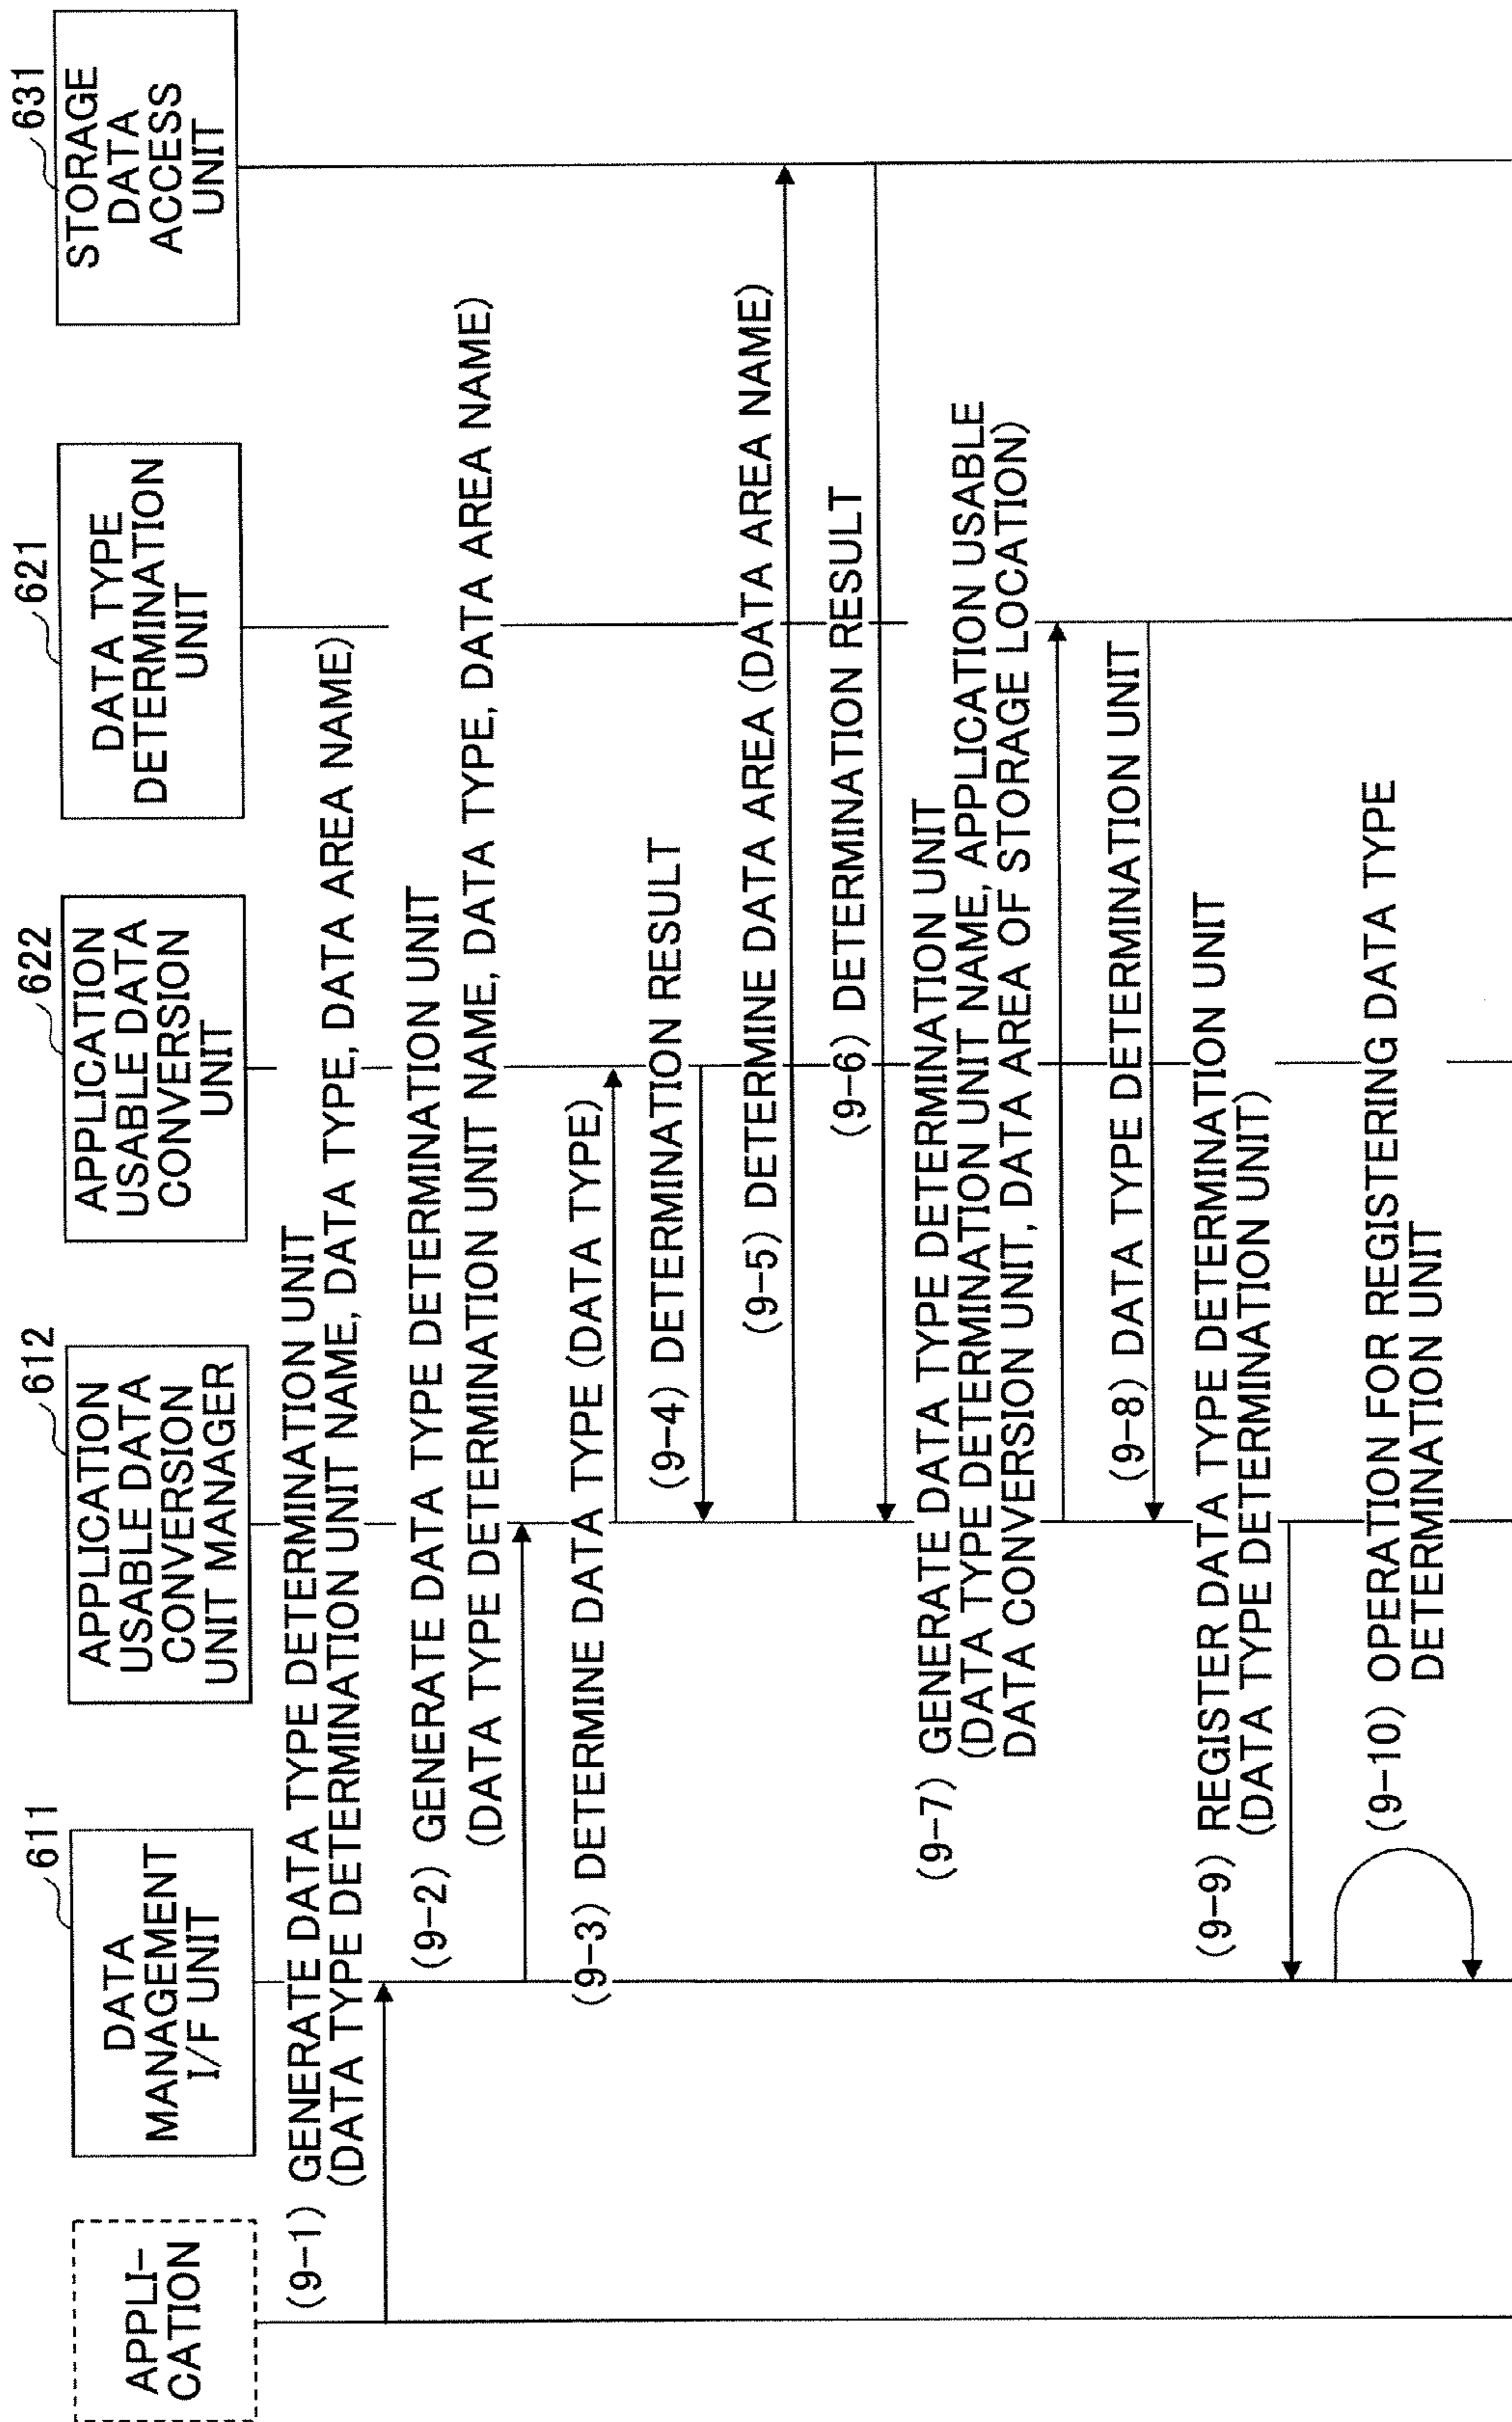 APPLI-
CATION
611
DATA
MANAGEMENT
I/F UNIT
612
APPLICATION
USABLE DATA
CONVERSION
UNIT MANAGER
622
APPLICATION
USABLE DATA
CONVERSION
UNIT
621
DATA TYPE
DETERMINATION
UNIT
631
STORAGE
DATA
ACCESS
UNIT
(9-1) GENERATE DATA TYPE DETERMINATION UNIT
(DATA TYPE DETERMINATION UNIT NAME, DATA TYPE, DATA TYPE, DATA AREA NAME)
(9-2) GENERATE DATA TYPE DETERMINATION UNIT
(DATA TYPE DETERMINATION UNIT NAME, DATA TYPE, DATA TYPE, DATA AREA NAME)
(9-3) DETERMINE DATA TYPE (DATA TYPE)
(9-4) DETERMINATION RESULT
(9-5) DETERMINE DATA AREA (DATA AREA NAME)
(9-6) DETERMINATION RESULT
(9-7) GENERATE DATA TYPE DETERMINATION UNIT
(DATA TYPE DETERMINATION UNIT NAME, APPLICATION USABLE
DATA CONVERSION UNIT, DATA AREA OF STORAGE LOCATION)
(9-8) DATA TYPE DETERMINATION UNIT
(9-9) REGISTER DATA TYPE DETERMINATION UNIT
(DATA TYPE DETERMINATION UNIT)
(9-10) OPERATION FOR REGISTERING DATA TYPE
DETERMINATION UNIT